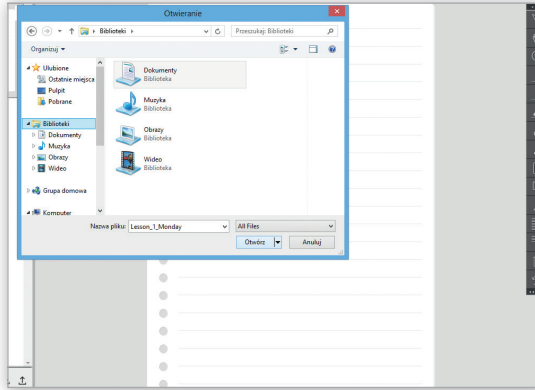 Otwieranie
Biblioteki
Przeszukaj: Biblioteki
Organizuj
Ulubione
Ostatnie miejsca
Pulpit
Pobrane
Biblioteki
Dokumenty
Muzyka
Obrazy
Wideo
Grupa domowa
Komputer
Dokumenty
Biblioteka
Muzyka
Biblioteka
Obrazy
Biblioteka
Wideo
Biblioteka
Nazwa pliku: Lesson_1_Monday All Files
Otwórz Anuluj